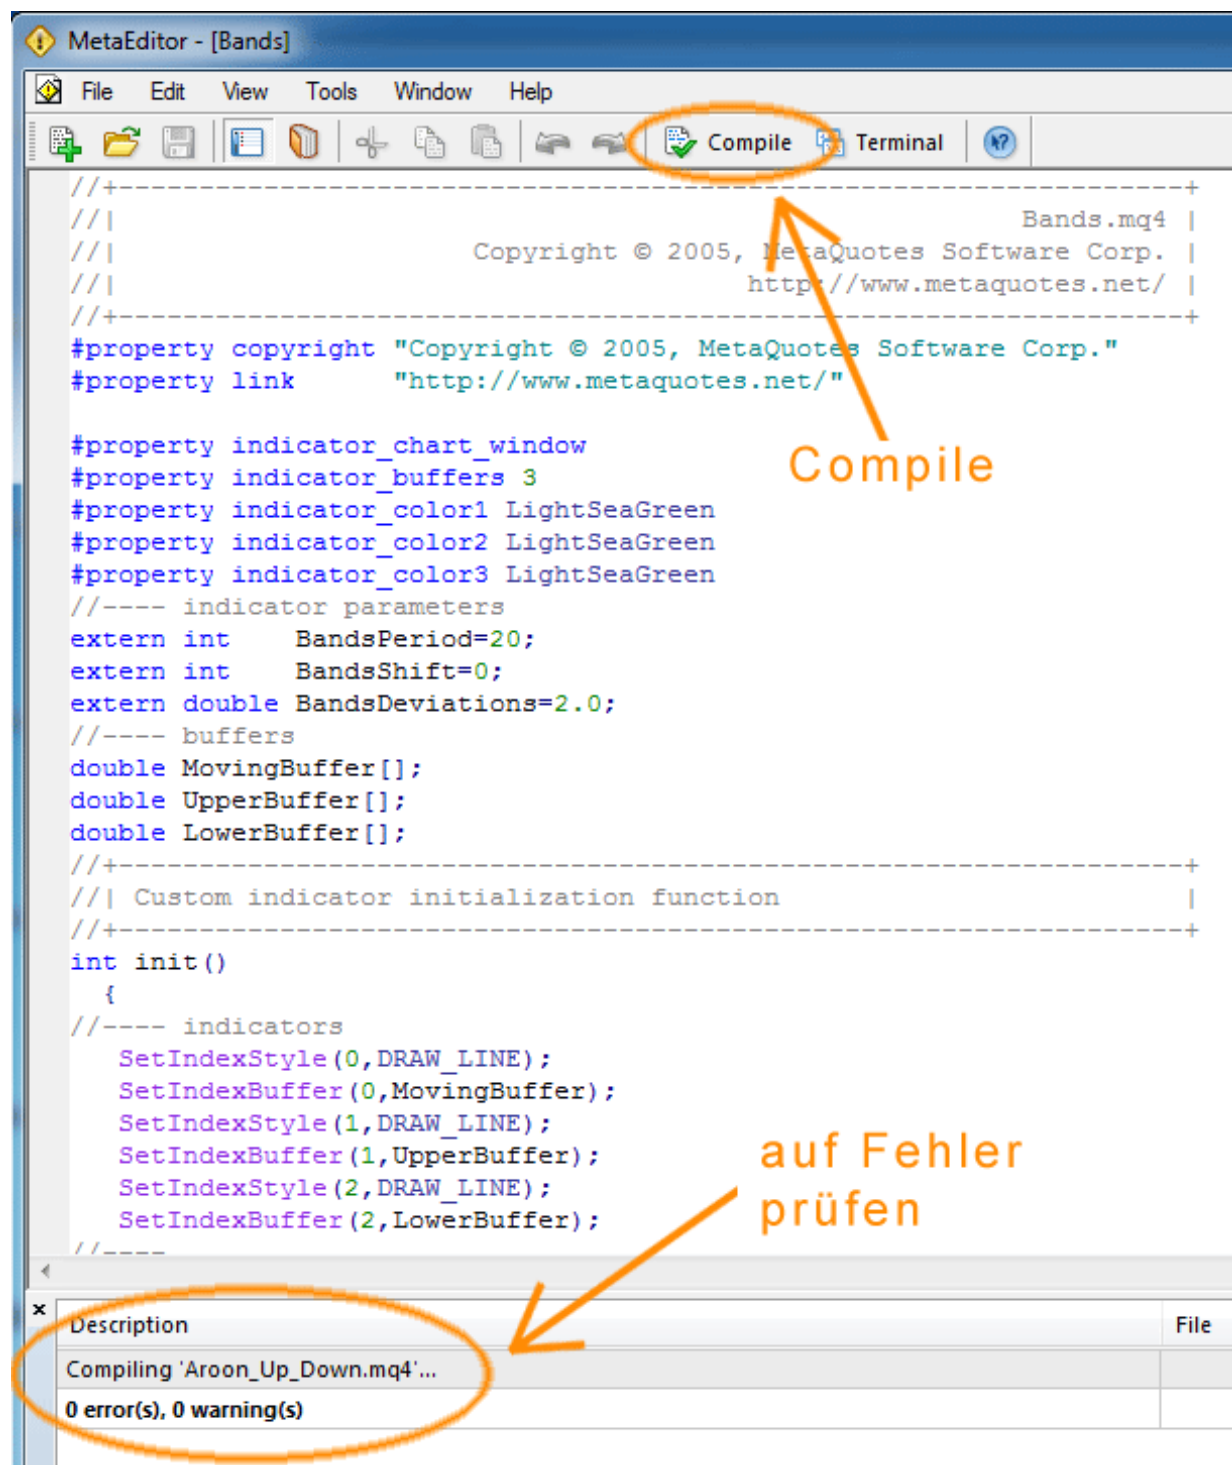 MetaEditor - [Bands]
File Edit View Tools Window Help
Compile Terminal
//+------------------------------------------------------------------+
//|                                                        Bands.mq4 |
//|                      Copyright © 2005, MetaQuotes Software Corp. |
//|                                       http://www.metaquotes.net/ |
//+------------------------------------------------------------------+
#property copyright "Copyright © 2005, MetaQuotes Software Corp."
#property link      "http://www.metaquotes.net/"
#property indicator_chart_window
#property indicator_buffers 3
#property indicator_color1 LightSeaGreen
#property indicator_color2 LightSeaGreen
#property indicator_color3 LightSeaGreen
//---- indicator parameters
extern int    BandsPeriod=20;
extern int    BandsShift=0;
extern double BandsDeviations=2.0;
//---- buffers
double MovingBuffer[];
double UpperBuffer[];
double LowerBuffer[];
//+------------------------------------------------------------------+
//| Custom indicator initialization function                         |
//+------------------------------------------------------------------+
int init()
  {
//---- indicators
   SetIndexStyle(0,DRAW_LINE);
   SetIndexBuffer(0,MovingBuffer);
   SetIndexStyle(1,DRAW_LINE);
   SetIndexBuffer(1,UpperBuffer);
   SetIndexStyle(2,DRAW_LINE);
   SetIndexBuffer(2,LowerBuffer);
//----
Compile
auf Fehler
prüfen
Description File
Compiling 'Aroon_Up_Down.mq4'...
0 error(s), 0 warning(s)